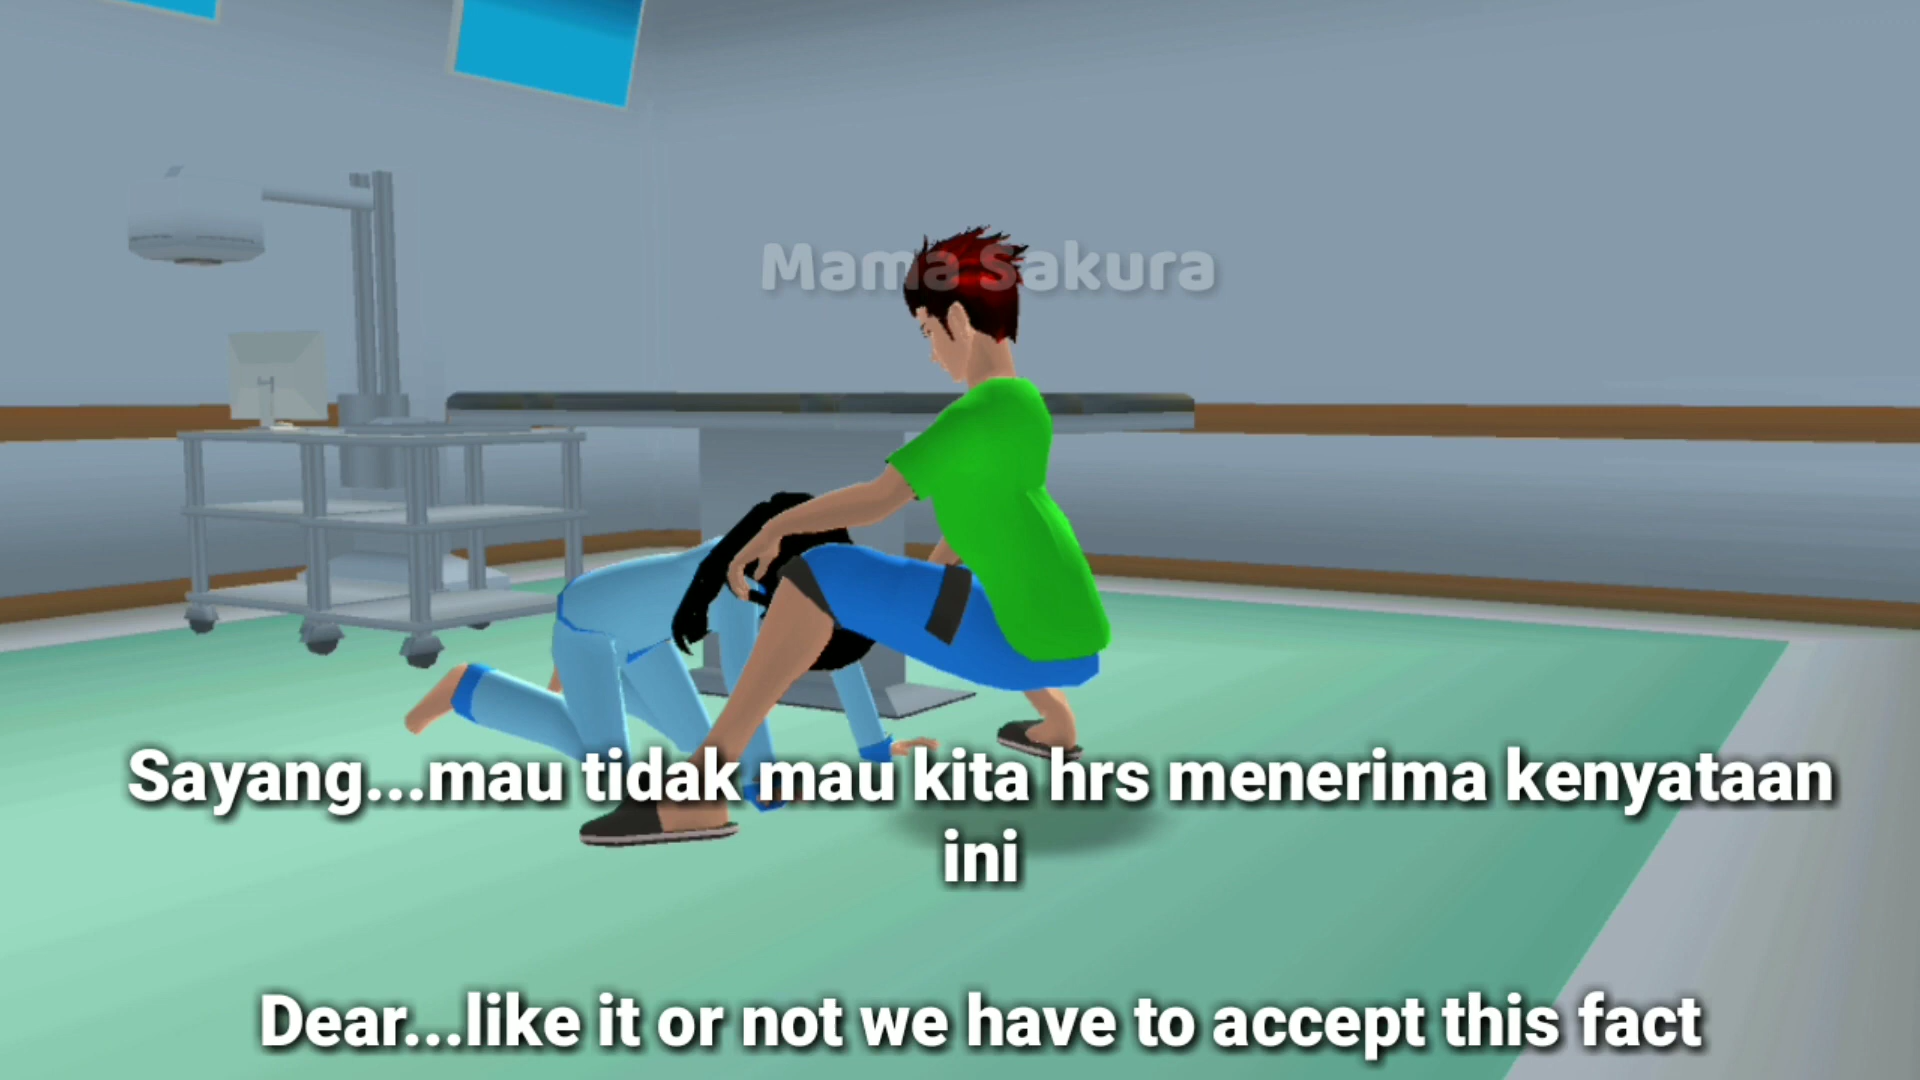 Mama Sakura
Sayang...mau tidak mau kita hrs menerima kenyataan
ini
Dear...like it or not we have to accept this fact